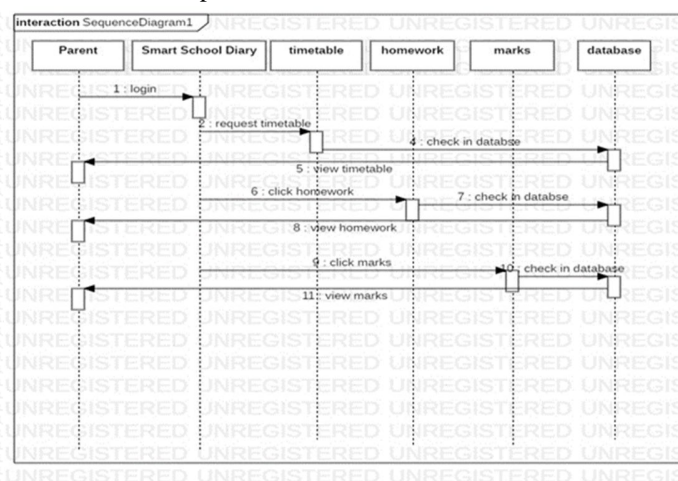 interaction SequenceDiagram1
Parent
Smart School Diary
timetable
homework
marks
database
1 : login
2 : request timetable
4 : check in databse
5 : view timetable
6 : click homework
7 : check in databse
8 : view homework
9 : click marks
10 : check in database
11 : view marks
UNREGISTERED